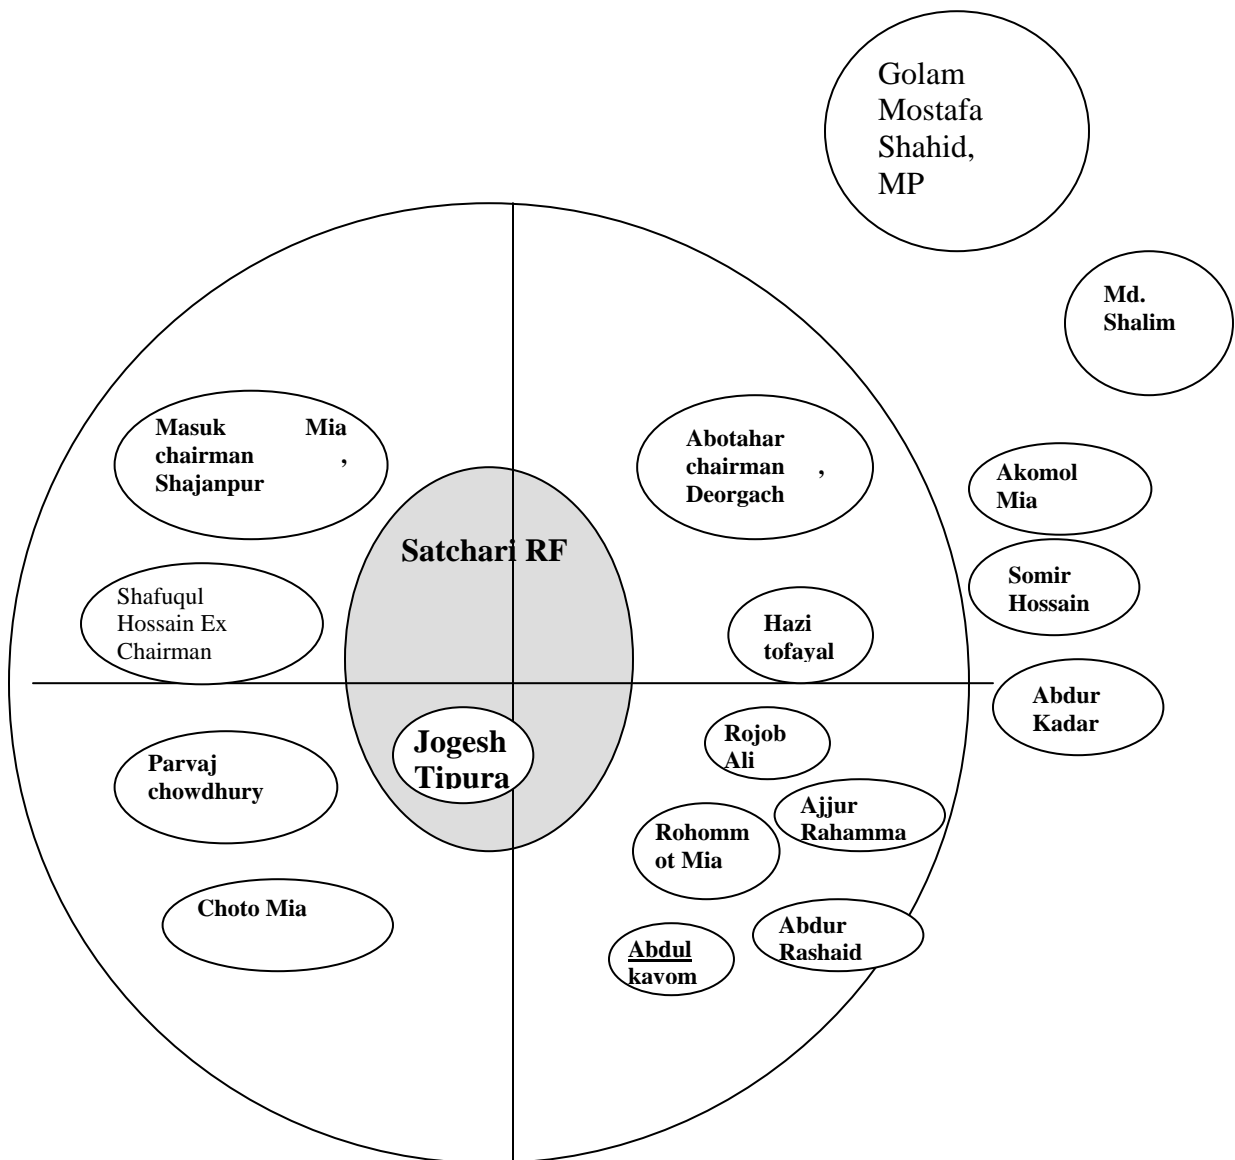 Golam
Mostafa
Shahid,
MP
Md.
Shalim
Masuk Mia
chairman ,
Shajanpur
Abotahar
chairman ,
Deorgach
Akomol
Mia
Satchari RF
Somir
Hossain
Shafuqul
Hossain Ex
Chairman
Hazi
tofayal
Abdur
Kadar
Jogesh
Tipura
Rojob
Ali
Parvaj
chowdhury
Ajjur
Rahamma
Rohomm
ot Mia
Choto Mia
Abdur
Rashaid
Abdul
kavom